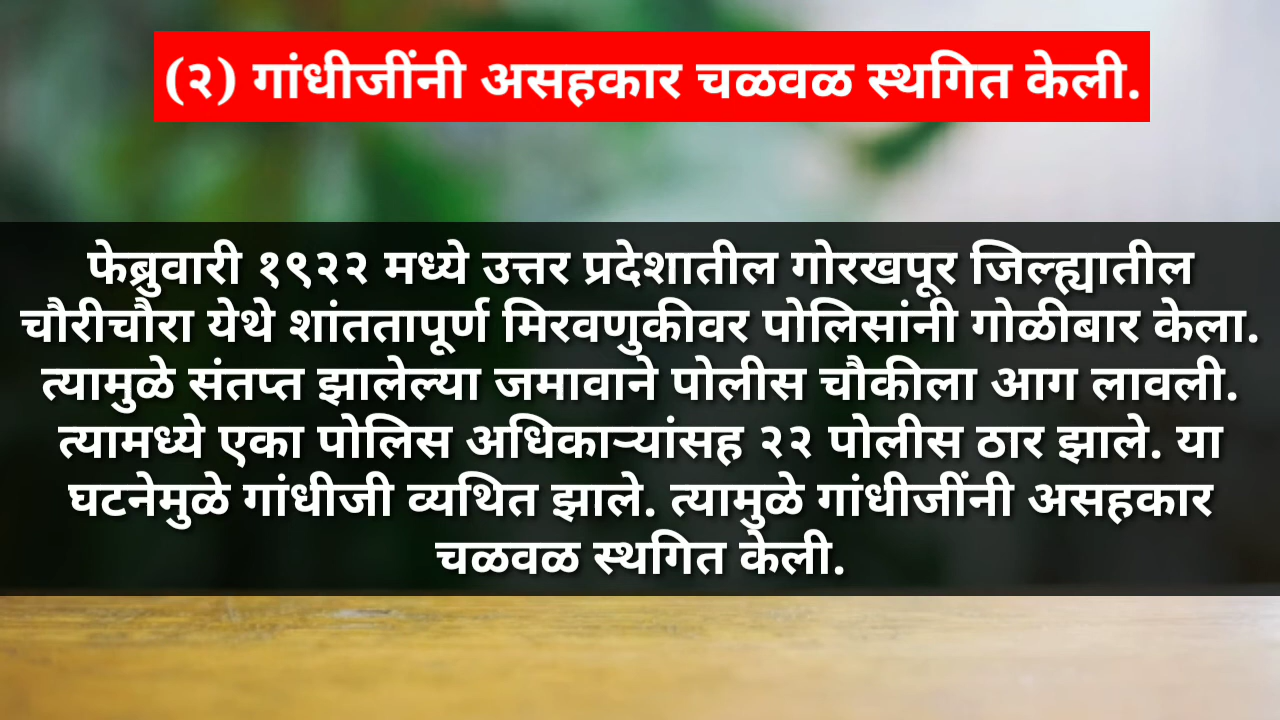 (२) गांधीजींनी असहकार चळवळ स्थगित केली.
फेब्रुवारी १९२२ मध्ये उत्तर प्रदेशातील गोरखपूर जिल्ह्यातील
चौरीचौरा येथे शांततापूर्ण मिरवणुकीवर पोलिसांनी गोळीबार केला.
त्यामुळे संतप्त झालेल्या जमावाने पोलीस चौकीला आग लावली.
त्यामध्ये एका पोलिस अधिकाऱ्यांसह २२ पोलीस ठार झाले. या
घटनेमुळे गांधीजी व्यथित झाले. त्यामुळे गांधीजींनी असहकार
चळवळ स्थगित केली.